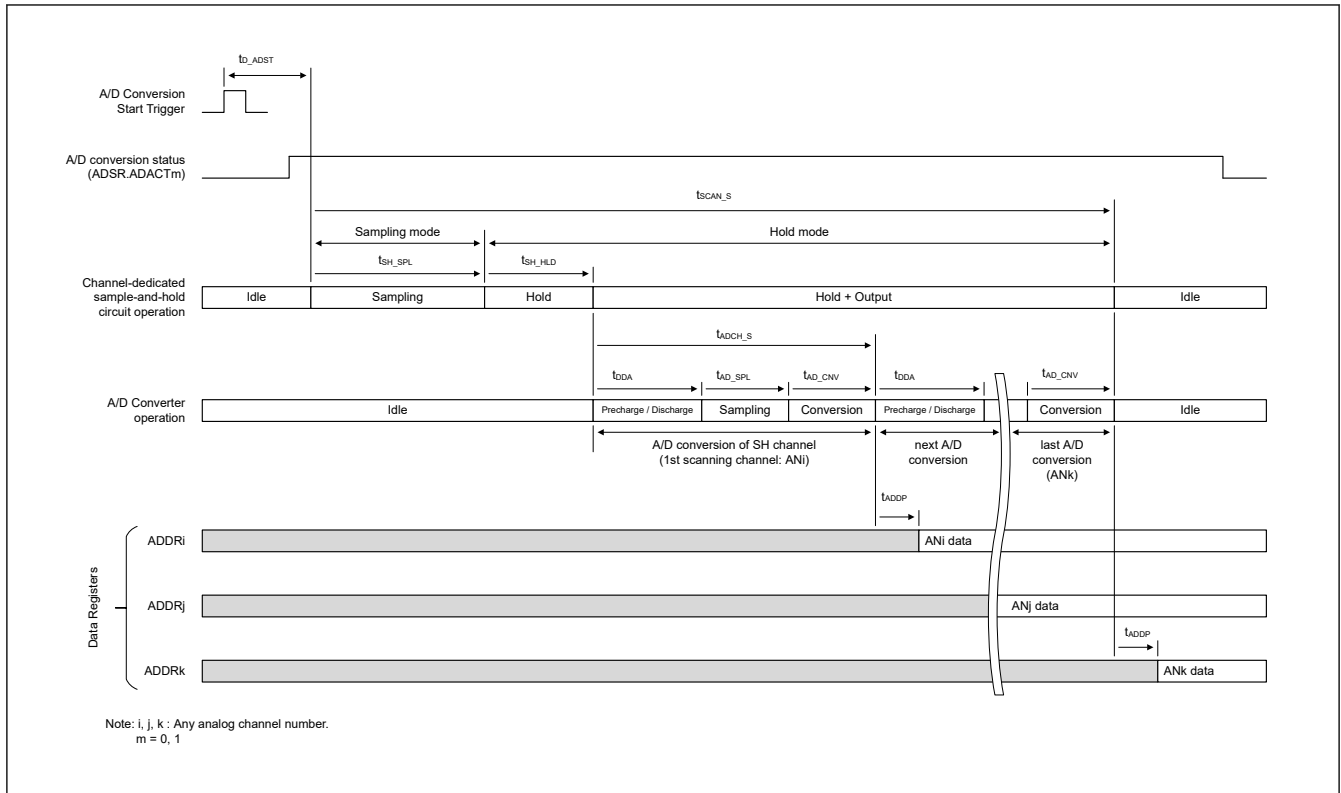 tD_ADST
A/D Conversion
Start Trigger
A/D conversion status
(ADSR.ADACTm)
tSCAN_S
Sampling mode
Hold mode
tSH_SPL
tSH_HLD
Channel-dedicated
sample-and-hold
circuit operation
Idle
Sampling
Hold
Hold + Output
Idle
tADCH_S
tDDA
tAD_SPL
tAD_CNV
tDDA
tAD_CNV
A/D Converter
operation
Idle
Precharge / Discharge
Sampling
Conversion
Precharge / Discharge
Conversion
Idle
A/D conversion of SH channel
(1st scanning channel: ANi)
next A/D
conversion
last A/D
conversion
(ANk)
tADDP
Data Registers
ADDRi
ANi data
ADDRj
ANj data
tADDP
ADDRk
ANk data
Note: i, j, k : Any analog channel number.
m = 0, 1